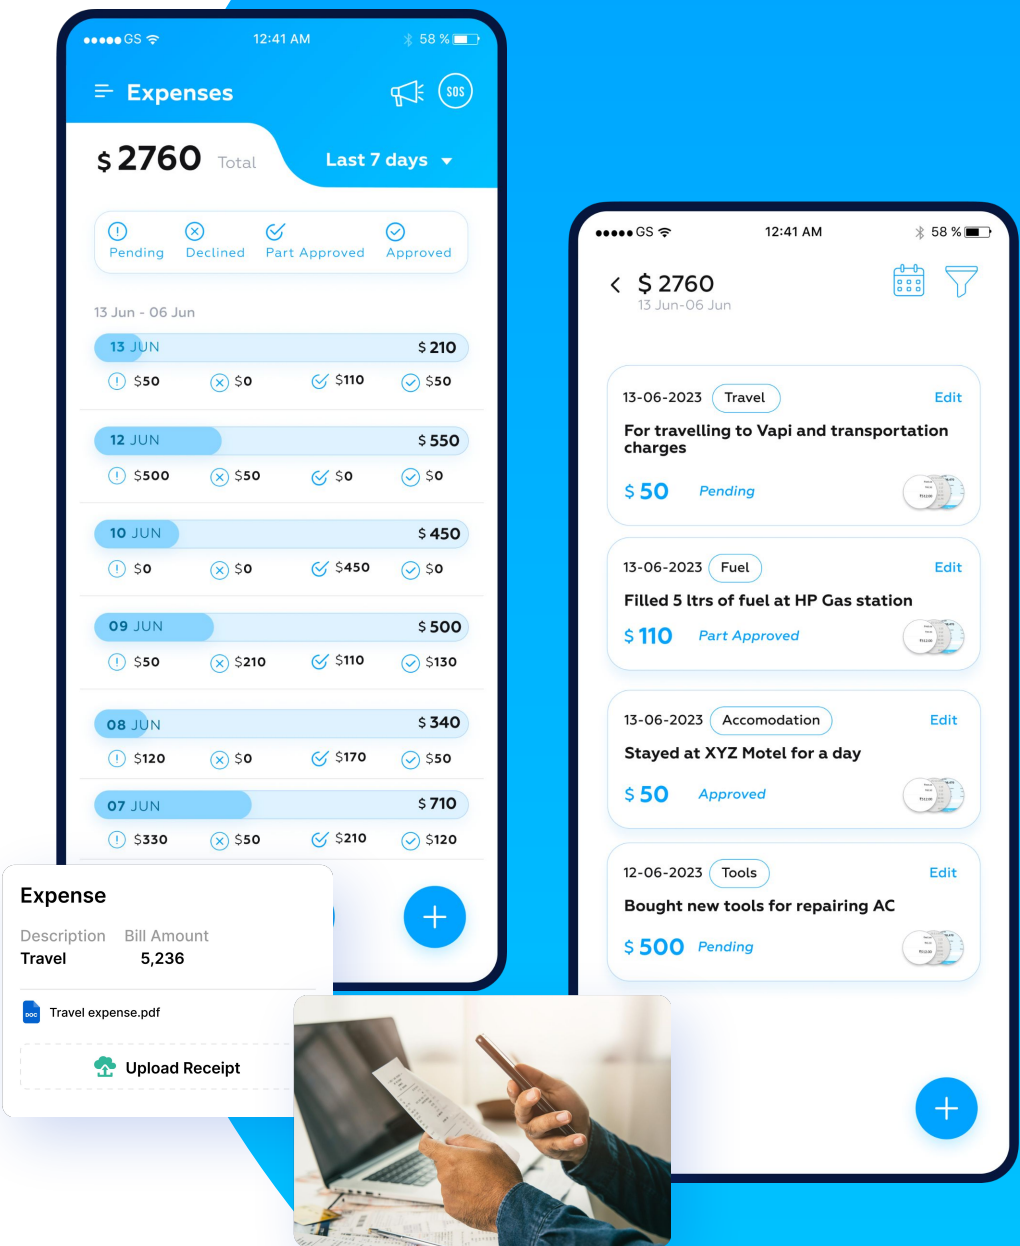 GS
12:41 AM
58 %
Expenses
SOS
$ 2760 Total
Last 7 days
Pending
Declined
Part Approved
Approved
13 Jun - 06 Jun
13 JUN
$ 210
$50
$0
$110
$50
12 JUN
$ 550
$500
$50
$0
$0
10 JUN
$ 450
$0
$0
$450
$0
09 JUN
$ 500
$50
$210
$110
$130
08 JUN
$ 340
$120
$0
$170
$50
07 JUN
$ 710
$330
$50
$210
$120
Expense
Description Bill Amount
Travel 5,236
DOC
Travel expense.pdf
Upload Receipt
GS
12:41 AM
58 %
$ 2760
13 Jun-06 Jun
13-06-2023 Travel Edit
For travelling to Vapi and transportation
charges
$ 50 Pending
13-06-2023 Fuel Edit
Filled 5 ltrs of fuel at HP Gas station
$ 110 Part Approved
13-06-2023 Accomodation Edit
Stayed at XYZ Motel for a day
$ 50 Approved
12-06-2023 Tools Edit
Bought new tools for repairing AC
$ 500 Pending